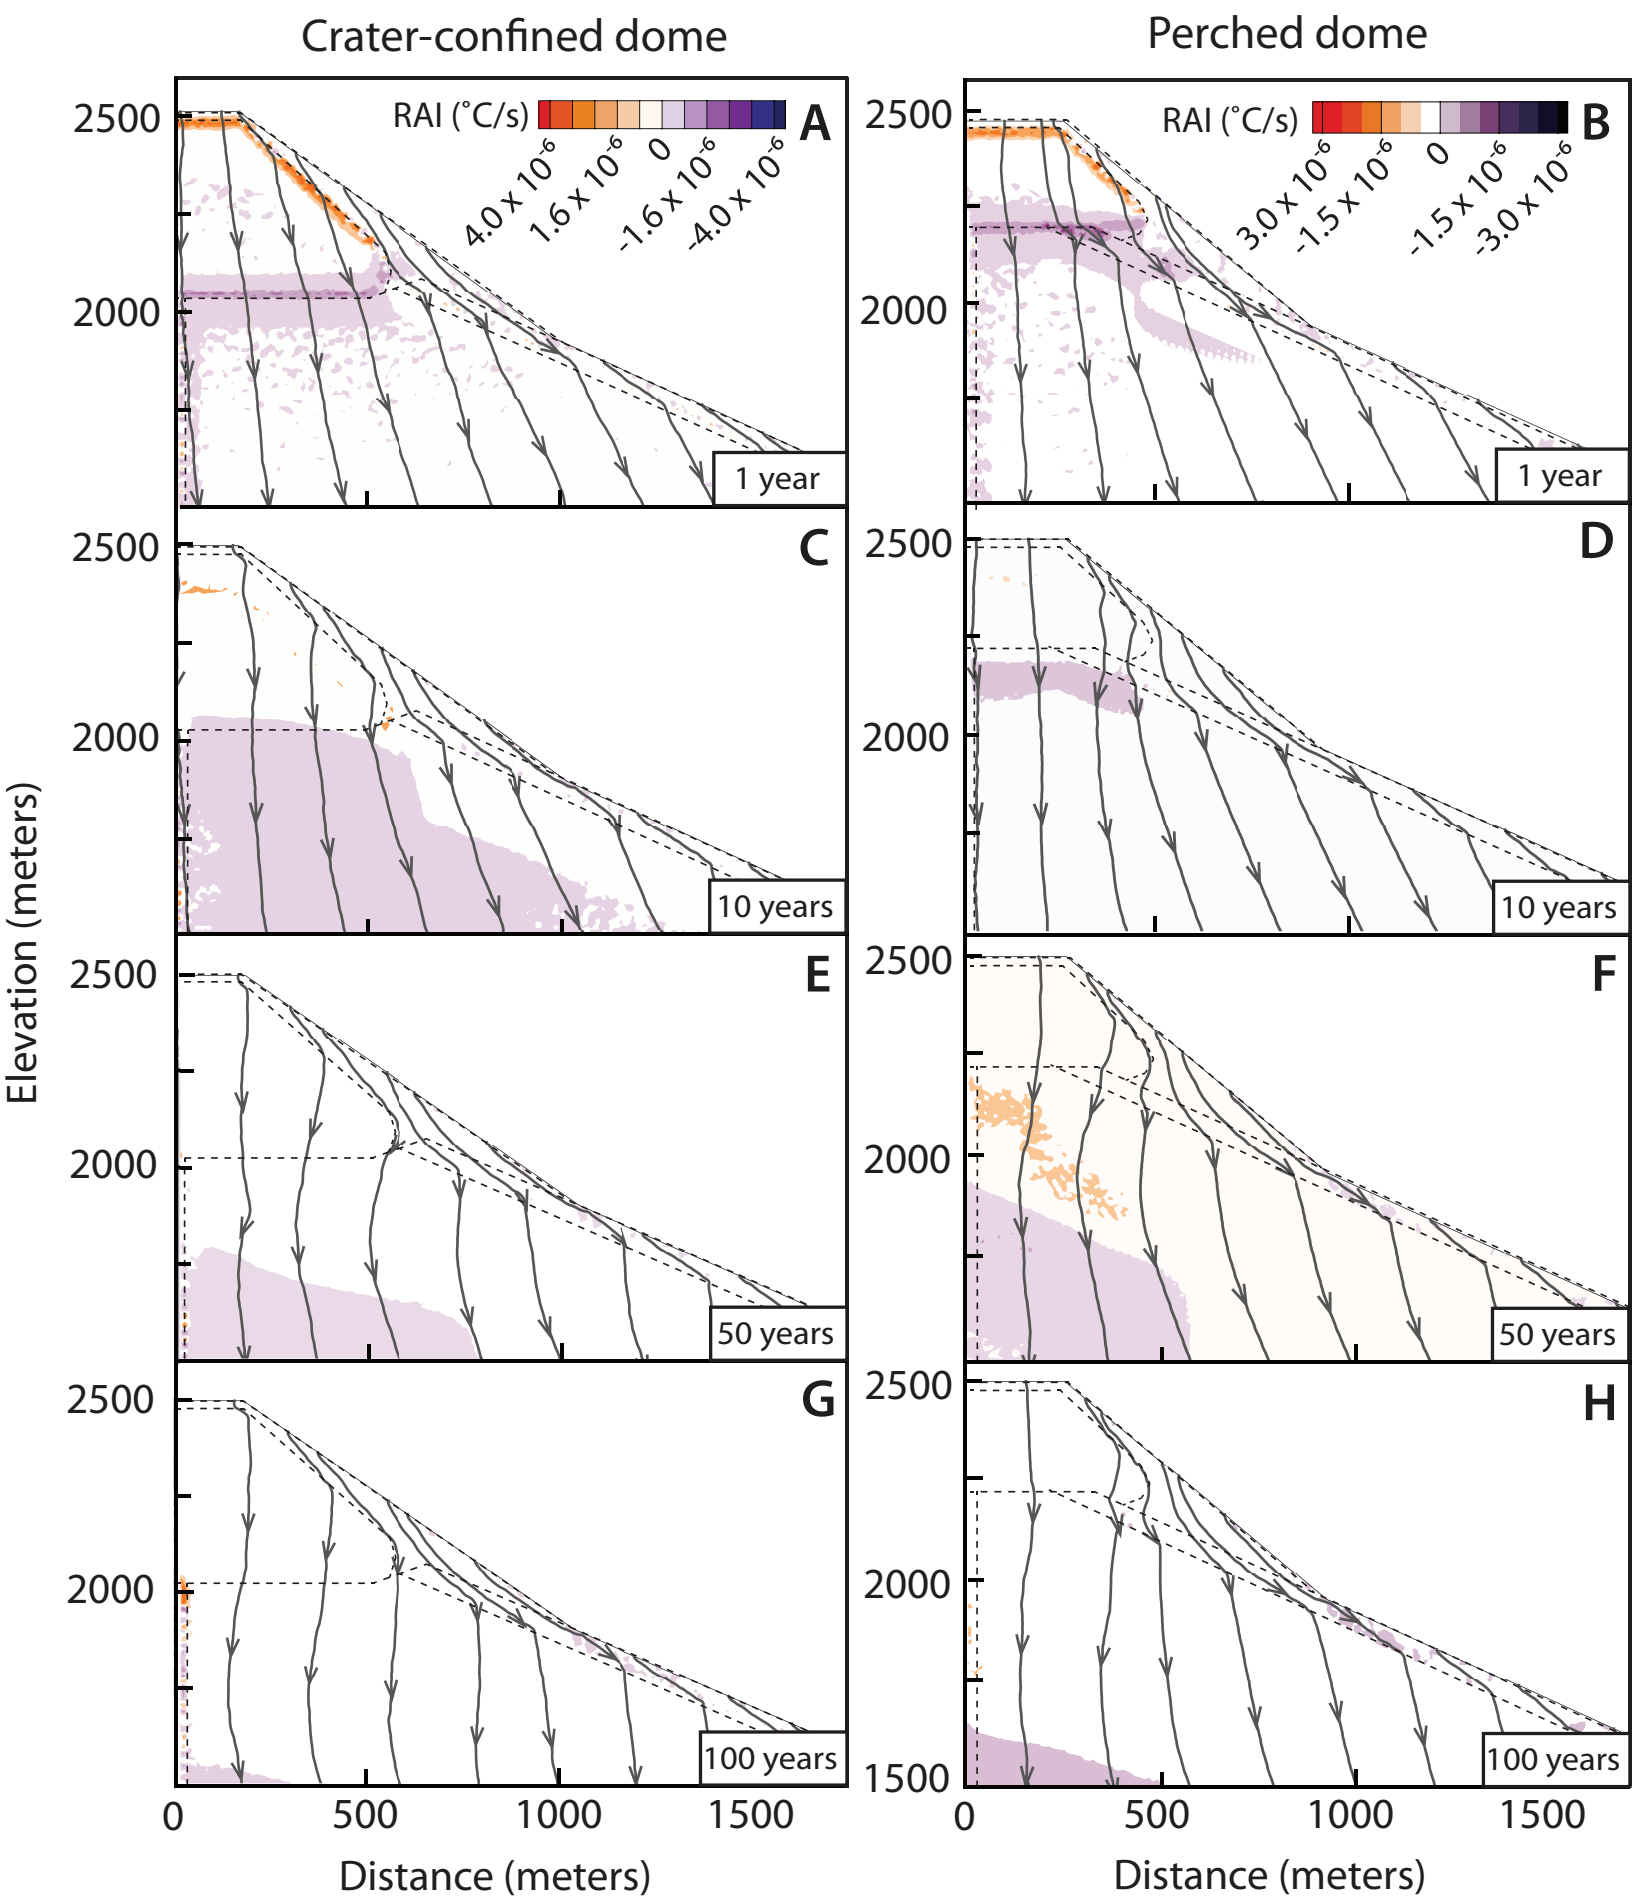 Crater-confined dome
Perched dome
RAI (˚C/s)
A
4.0 x 10-6
1.6 x 10-6
0
-1.6 x 10-6
-4.0 x 10-6
2500
2000
1 year
RAI (˚C/s)
B
3.0 x 10-6
-1.5 x 10-6
0
-1.5 x 10-6
-3.0 x 10-6
2500
2000
1 year
C
2500
2000
10 years
D
2500
2000
10 years
Elevation (meters)
E
2500
2000
50 years
F
2500
2000
50 years
G
2500
2000
100 years
H
2500
2000
1500
100 years
0 500 1000 1500
0 500 1000 1500
Distance (meters)
Distance (meters)